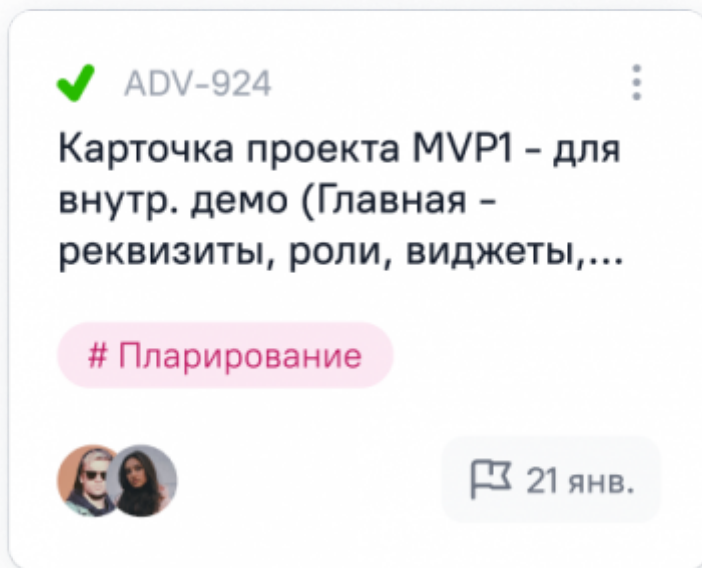 ADV-924
Карточка проекта MVP1 - для
внутр. демо (Главная -
реквизиты, роли, виджеты,...
# Пларирование
21 янв.